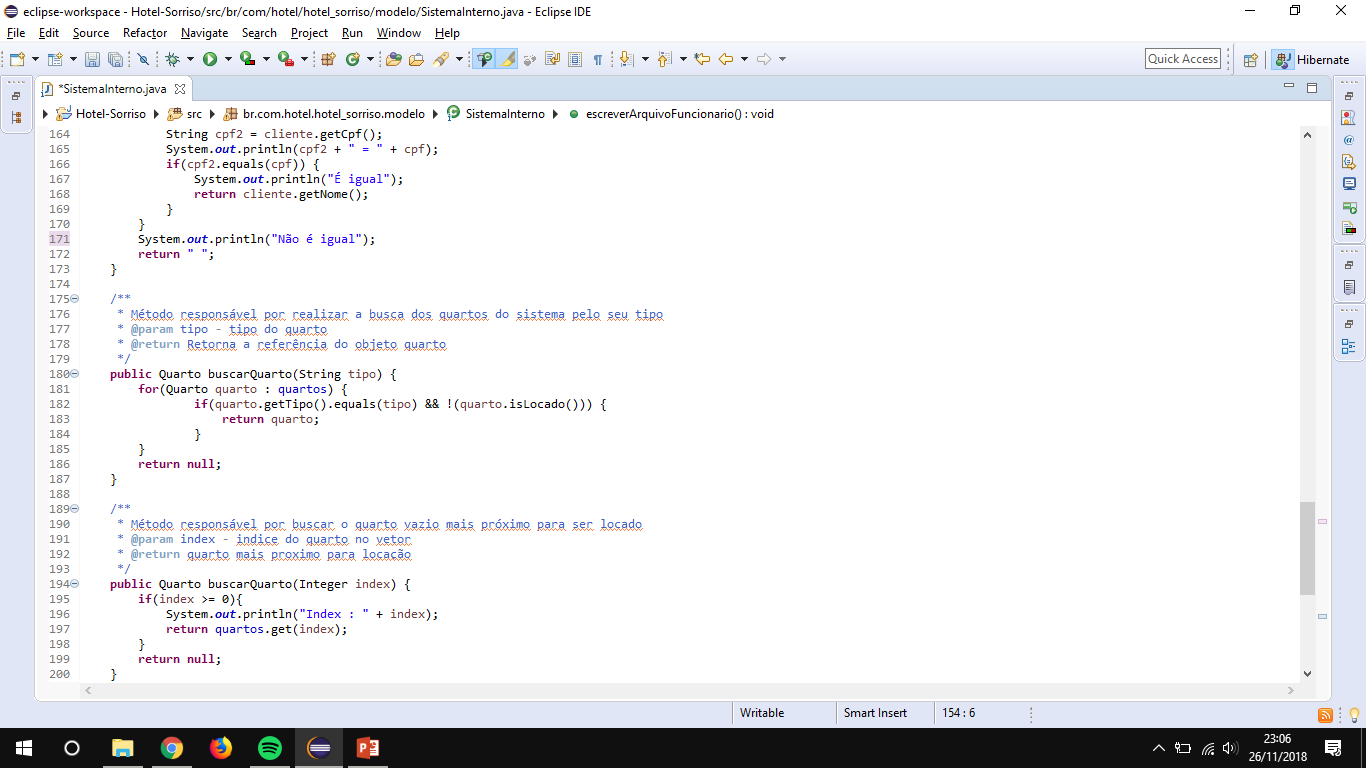 eclipse-workspace - Hotel-Sorriso/src/br/com/hotel/hotel_sorriso/modelo/SistemaInterno.java - Eclipse IDE
File Edit Source Refactor Navigate Search Project Run Window Help
Quick Access
Hibernate
*SistemaInterno.java
Hotel-Sorriso src br.com.hotel.hotel_sorriso.modelo SistemaInterno escreverArquivoFuncionario() : void
164 String cpf2 = cliente.getCpf();
165 System.out.println(cpf2 + " = " + cpf);
166 if(cpf2.equals(cpf)) {
167 System.out.println("É igual");
168 return cliente.getNome();
169 }
170 }
171 System.out.println("Não é igual");
172 return " ";
173 }
174
175 /**
176 * Método responsável por realizar a busca dos quartos do sistema pelo seu tipo
177 * @param tipo - tipo do quarto
178 * @return Retorna a referência do objeto quarto
179 */
180 public Quarto buscarQuarto(String tipo) {
181 for(Quarto quarto : quartos) {
182 if(quarto.getTipo().equals(tipo) && !(quarto.isLocado())) {
183 return quarto;
184 }
185 }
186 return null;
187 }
188
189 /**
190 * Método responsável por buscar o quarto vazio mais próximo para ser locado
191 * @param index - indice do quarto no vetor
192 * @return quarto mais proximo para locação
193 */
194 public Quarto buscarQuarto(Integer index) {
195 if(index >= 0){
196 System.out.println("Index : " + index);
197 return quartos.get(index);
198 }
199 return null;
200 }
Writable Smart Insert 154 : 6
23:06
26/11/2018